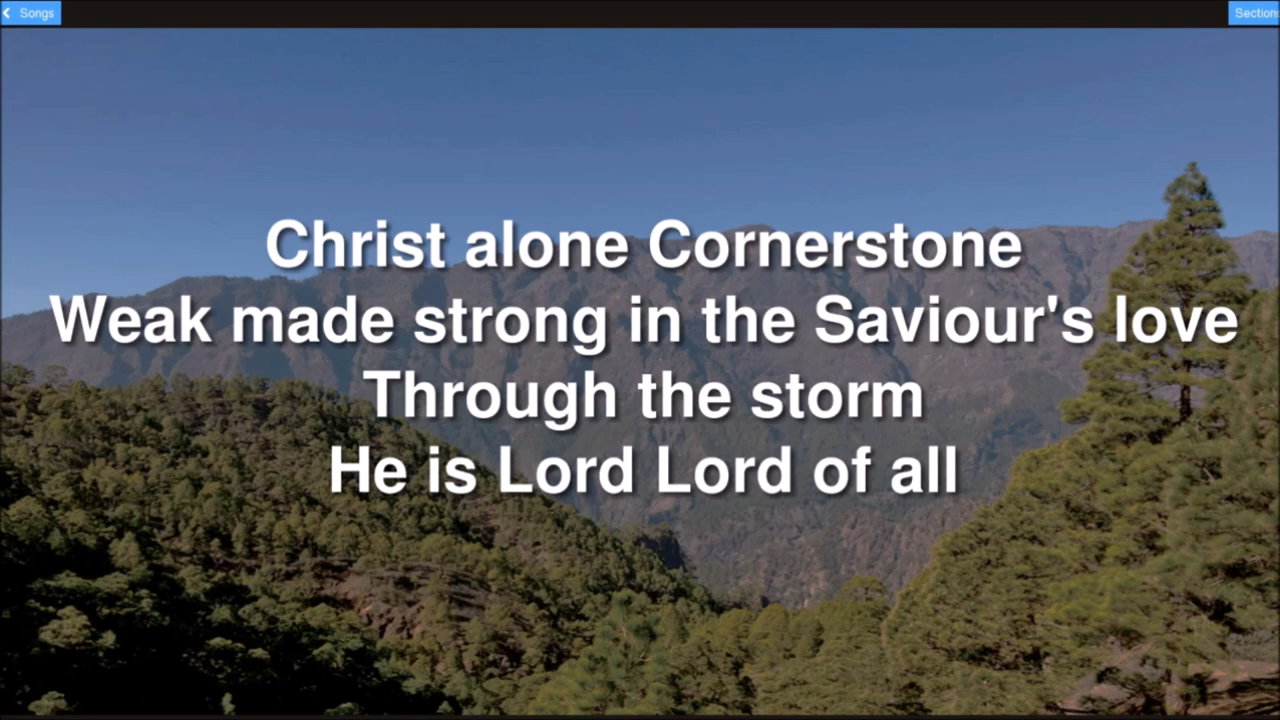 Songs
Section
Christ alone Cornerstone
Weak made strong in the Saviour's love
Through the storm
He is Lord Lord of all